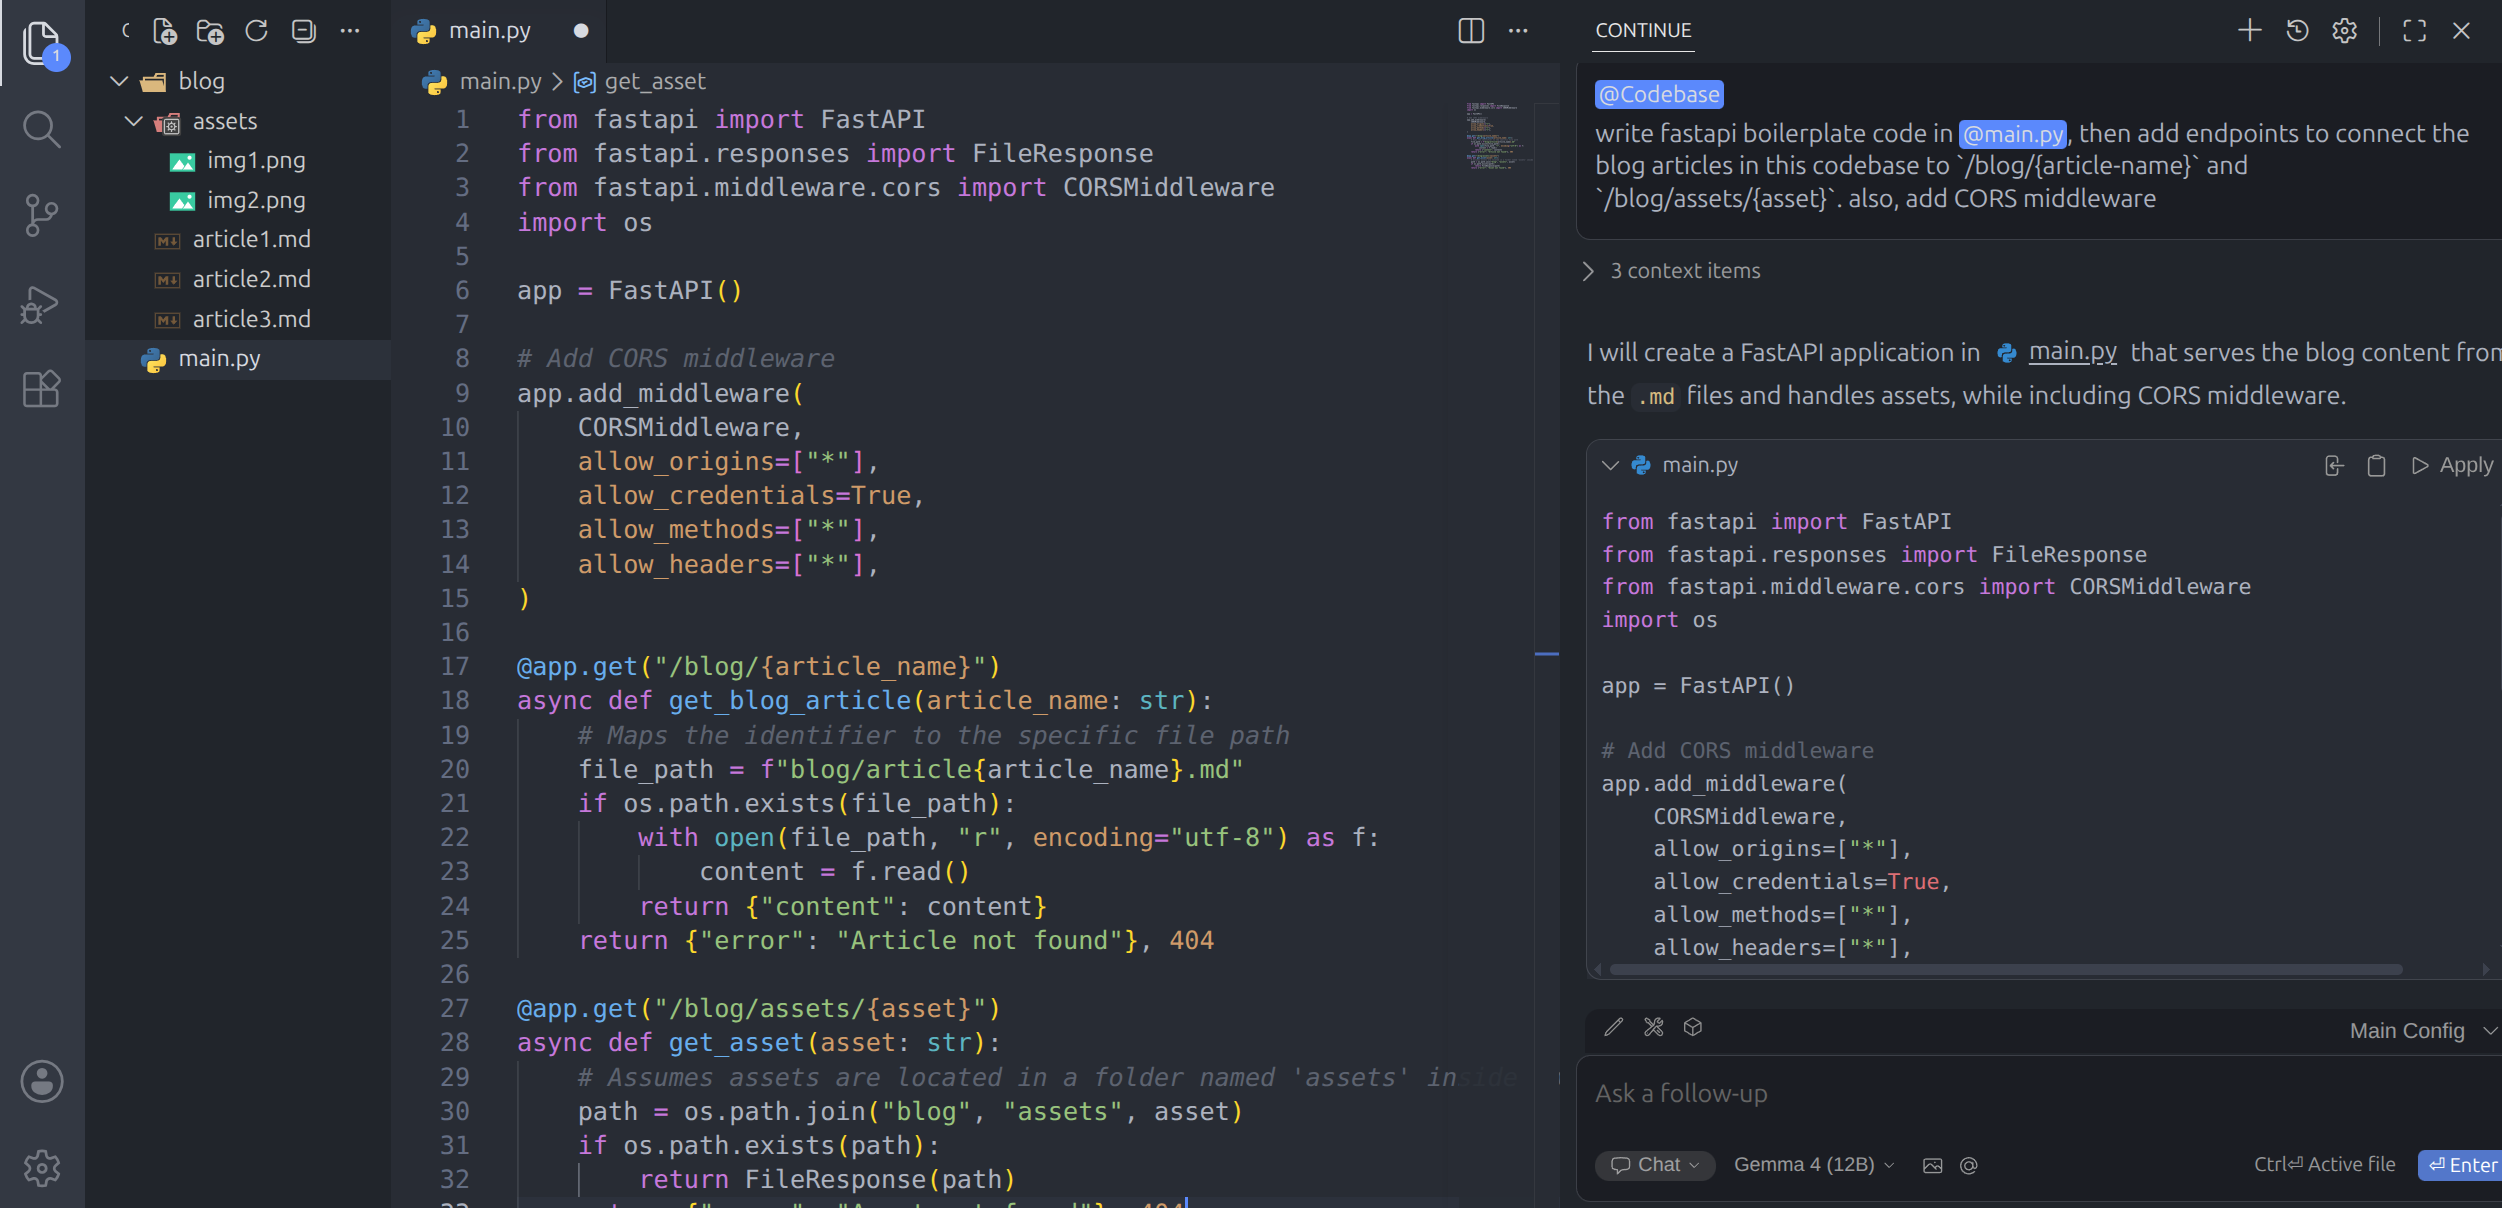 1
blog
assets
img1.png
img2.png
article1.md
article2.md
article3.md
main.py
main.py
main.py > get_asset
1 from fastapi import FastAPI
2 from fastapi.responses import FileResponse
3 from fastapi.middleware.cors import CORSMiddleware
4 import os
5
6 app = FastAPI()
7
8 # Add CORS middleware
9 app.add_middleware(
10     CORSMiddleware,
11     allow_origins=["*"],
12     allow_credentials=True,
13     allow_methods=["*"],
14     allow_headers=["*"],
15 )
16
17 @app.get("/blog/{article_name}")
18 async def get_blog_article(article_name: str):
19     # Maps the identifier to the specific file path
20     file_path = f"blog/article{article_name}.md"
21     if os.path.exists(file_path):
22         with open(file_path, "r", encoding="utf-8") as f:
23             content = f.read()
24         return {"content": content}
25     return {"error": "Article not found"}, 404
26
27 @app.get("/blog/assets/{asset}")
28 async def get_asset(asset: str):
29     # Assumes assets are located in a folder named 'assets' inside
30     path = os.path.join("blog", "assets", asset)
31     if os.path.exists(path):
32         return FileResponse(path)
CONTINUE
@Codebase
write fastapi boilerplate code in @main.py, then add endpoints to connect the
blog articles in this codebase to `/blog/{article-name}` and
`/blog/assets/{asset}`. also, add CORS middleware
3 context items
I will create a FastAPI application in main.py that serves the blog content from
the .md files and handles assets, while including CORS middleware.
main.py
Apply
from fastapi import FastAPI
from fastapi.responses import FileResponse
from fastapi.middleware.cors import CORSMiddleware
import os
app = FastAPI()
# Add CORS middleware
app.add_middleware(
    CORSMiddleware,
    allow_origins=["*"],
    allow_credentials=True,
    allow_methods=["*"],
    allow_headers=["*"],
Main Config
Ask a follow-up
Chat
Gemma 4 (12B)
Ctrl⏎ Active file
⏎ Enter